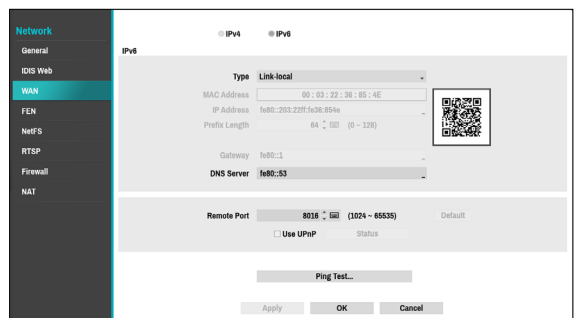 Network
General
IDIS Web
WAN
FEN
NetFS
RTSP
Firewall
NAT
IPv4 IPv6
IPv6
Type Link-local
MAC Address 00 : 03 : 22 : 36 : 85 : 4E
IP Address fe80::203:22ff:fe36:854e
Prefix Length 64 (0 ~ 128)
Gateway fe80::1
DNS Server fe80::53
Remote Port 8016 (1024 ~ 65535) Default
Use UPnP Status
Ping Test...
Apply OK Cancel